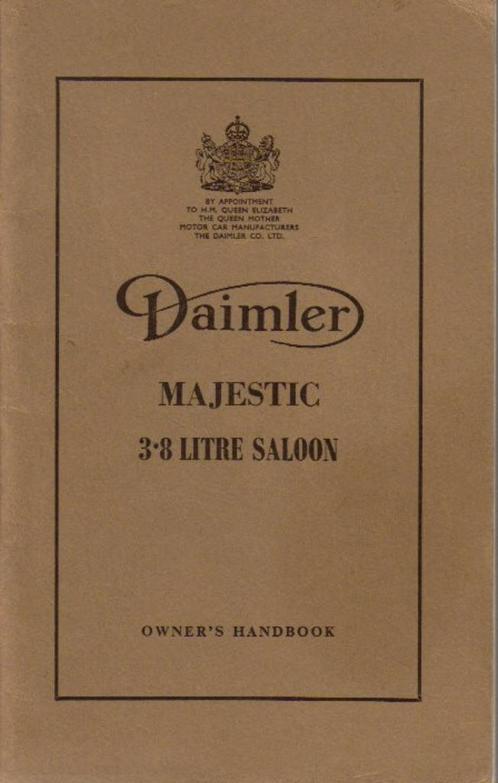 BY APPOINTMENT
TO H.M. QUEEN ELIZABETH
THE QUEEN MOTHER
MOTOR CAR MANUFACTURERS
THE DAIMLER CO. LTD.
Daimler
MAJESTIC
3·8 LITRE SALOON
OWNER'S HANDBOOK